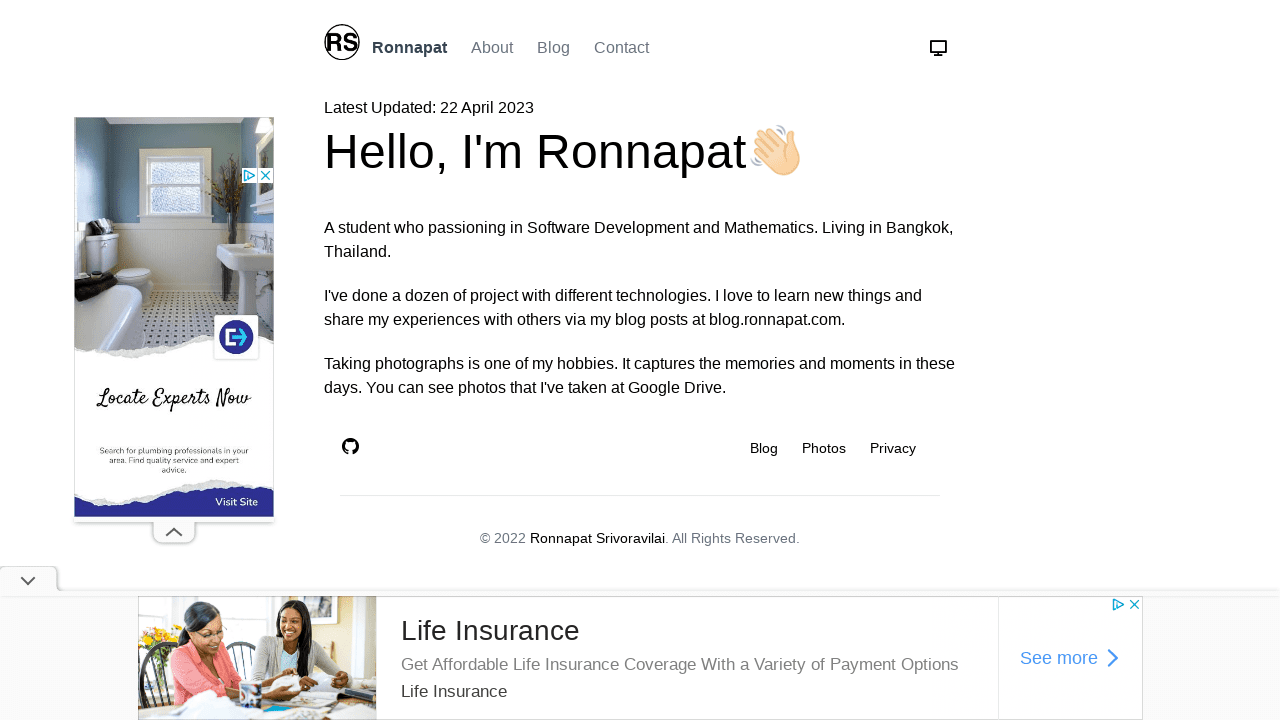 RS
Ronnapat
About
Blog
Contact
Latest Updated: 22 April 2023
Hello, I'm Ronnapat👋🏻
A student who passioning in Software Development and Mathematics. Living in Bangkok,
Thailand.
I've done a dozen of project with different technologies. I love to learn new things and
share my experiences with others via my blog posts at blog.ronnapat.com.
Taking photographs is one of my hobbies. It captures the memories and moments in these
days. You can see photos that I've taken at Google Drive.
Blog
Photos
Privacy
© 2022 Ronnapat Srivoravilai. All Rights Reserved.
Locate Experts Now
Search for plumbing professionals in your
area. Find quality service and expert
advice.
Visit Site
Life Insurance
Get Affordable Life Insurance Coverage With a Variety of Payment Options
Life Insurance
See more